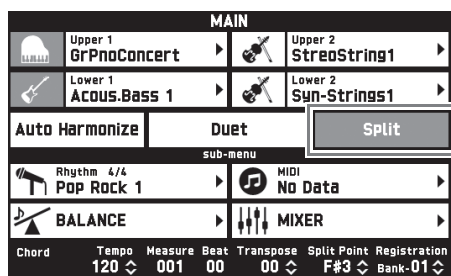 MAIN
Upper 1
GrPnoConcert
Upper 2
StreoString1
Lower 1
Acous.Bass 1
Lower 2
Syn-Strings1
Auto Harmonize Duet Split
sub-menu
Rhythm 4/4
Pop Rock 1
MIDI
No Data
BALANCE MIXER
Chord Tempo Measure Beat Transpose Split Point Registration
120 001 00 00 F#3 Bank-01